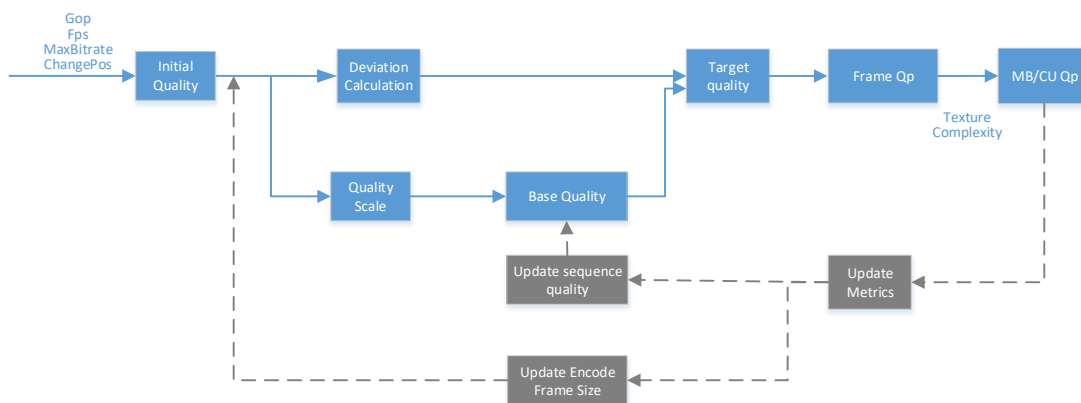 Gop
Fps
MaxBitrate
ChangePos
Initial
Quality
Deviation
Calculation
Target
quality
Frame Qp
MB/CU Qp
Texture
Complexity
Quality
Scale
Base Quality
Update sequence
quality
Update
Metrics
Update Encode
Frame Size